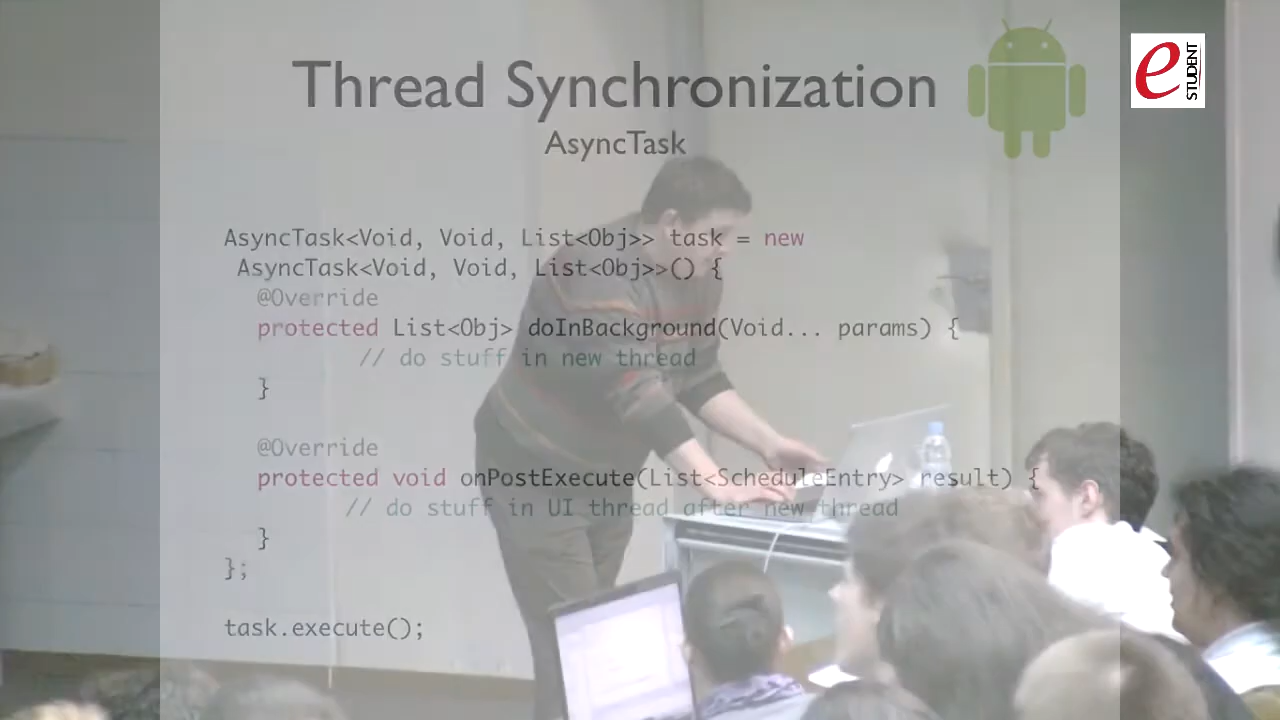 Thread Synchronization
AsyncTask
e STUDENT
AsyncTask<Void, Void, List<Obj>> task = new
AsyncTask<Void, Void, List<Obj>>() {
@Override
protected List<Obj> doInBackground(Void... params) {
// do stuff in new thread
}
@Override
protected void onPostExecute(List<ScheduleEntry> result) {
// do stuff in UI thread after new thread
}
};
task.execute();